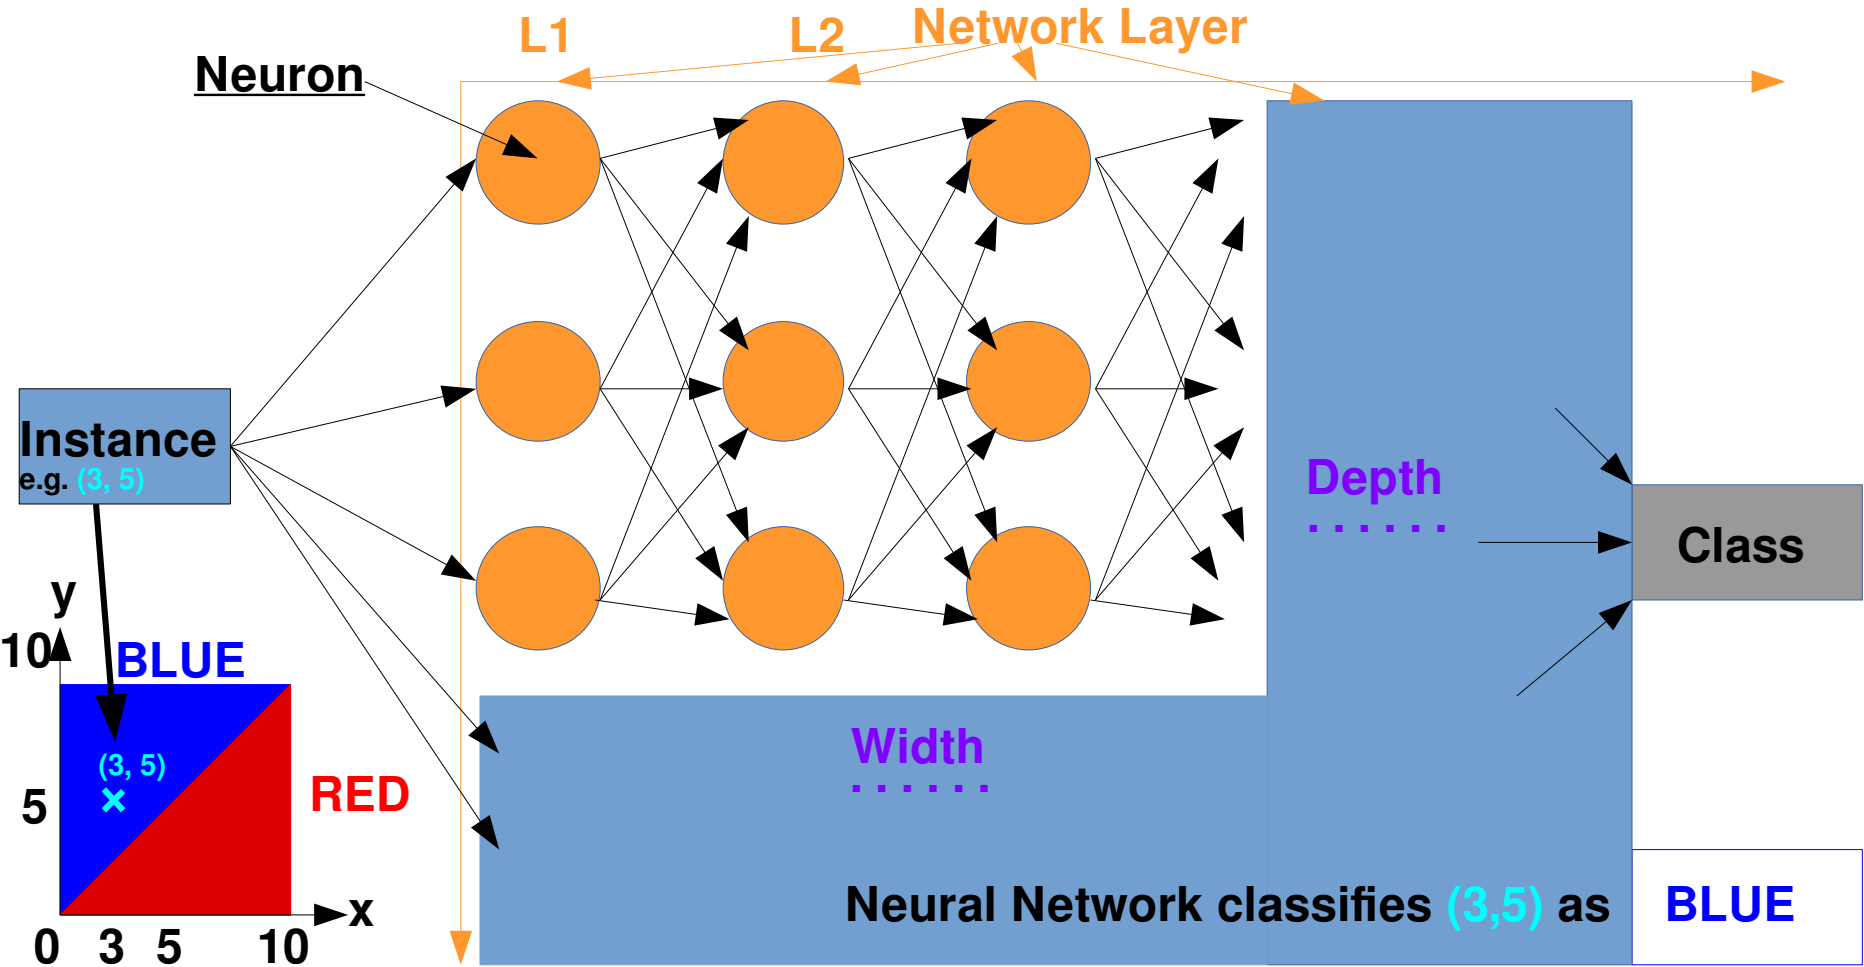 L1
L2
Network Layer
Neuron
Instance
e.g. (3, 5)
Depth
. . . . . .
Class
y
10
BLUE
(3, 5)
5
RED
x
0 3 5 10
Width
. . . . . .
Neural Network classifies (3,5) as BLUE